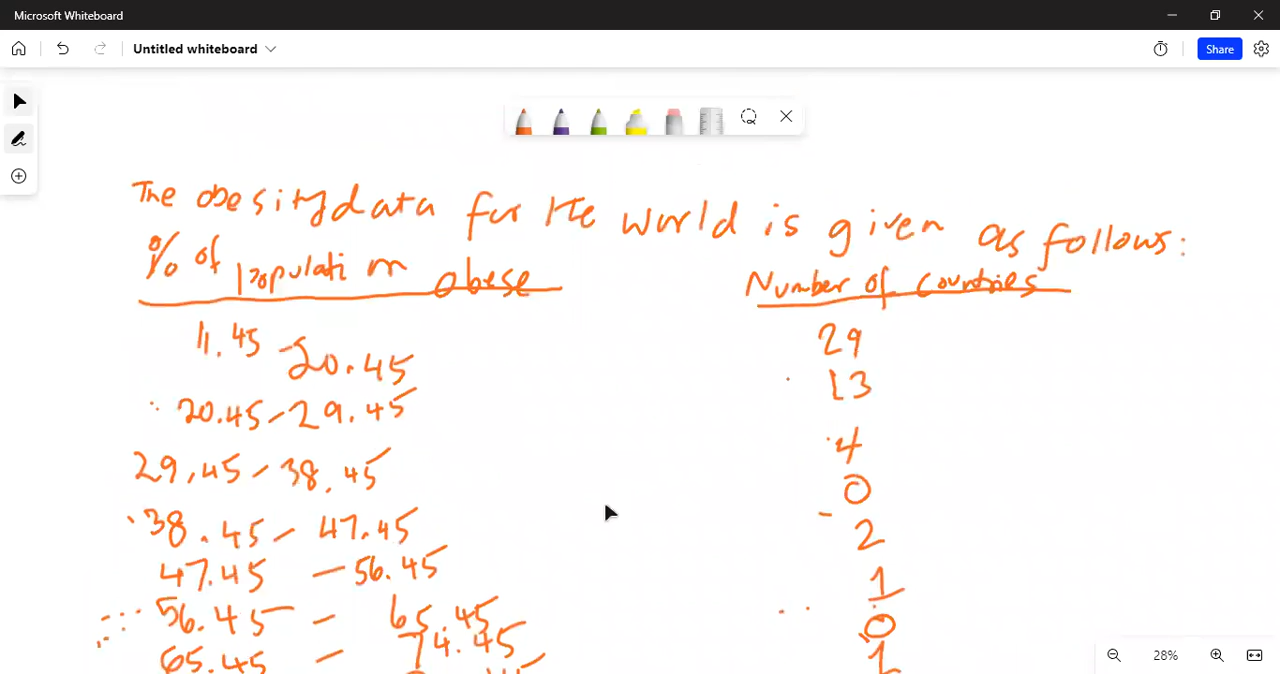 Microsoft Whiteboard
Untitled whiteboard
Share
The obesity data for the world is given as follows:
% of population obese Number of countries
11.45 - 20.45 29
20.45 - 29.45 13
29.45 - 38.45 4
38.45 - 47.45 0
47.45 - 56.45 2
56.45 - 65.45 1
65.45 - 74.45 0
1
28%